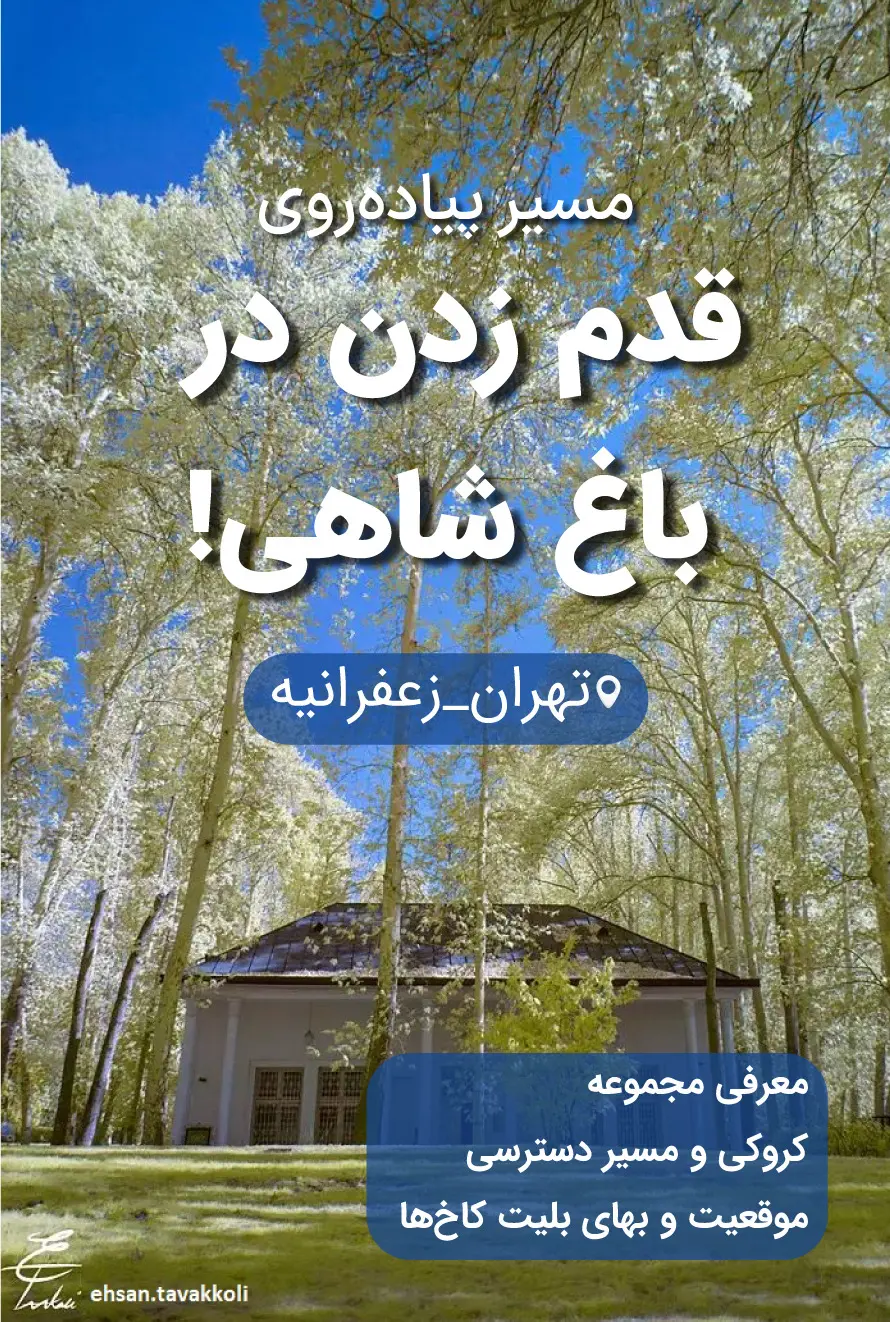 مسیر پیاده‌روی
قدم زدن در
باغ شاهی!
تهران_زعفرانیه
معرفی مجموعه
کروکی و مسیر دسترسی
موقعیت و بهای بلیت کاخ‌ها
ehsan.tavakkoli